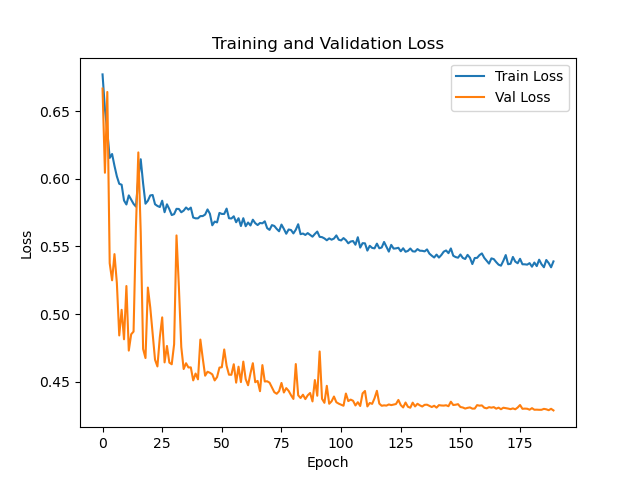 Training and Validation Loss
Train Loss
Val Loss
0.65
0.60
0.55
0.50
0.45
Loss
0 25 50 75 100 125 150 175
Epoch